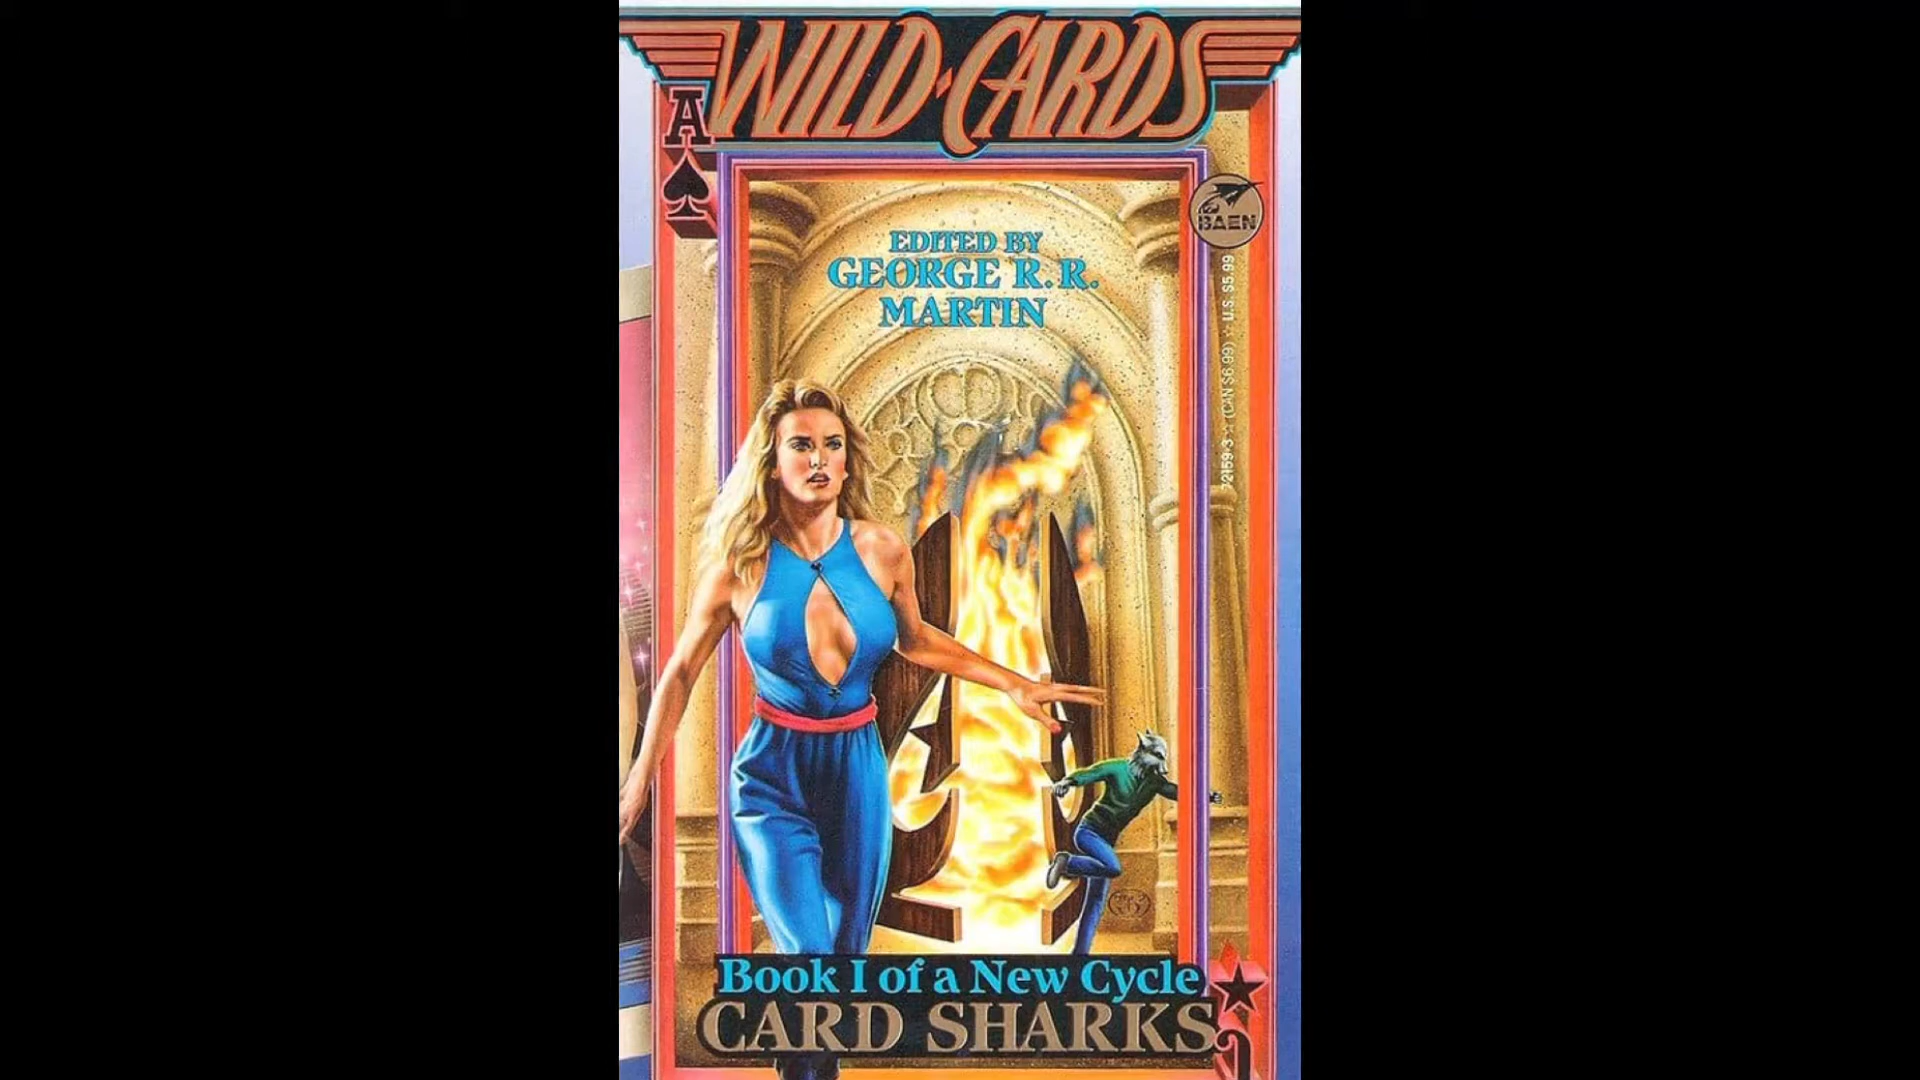 WILD·CARDS
A
BAEN
EDITED BY
GEORGE R. R.
MARTIN
72159-3 ☆ (CAN $6.99) ☆ U.S. $5.99
Book I of a New Cycle
CARD SHARKS